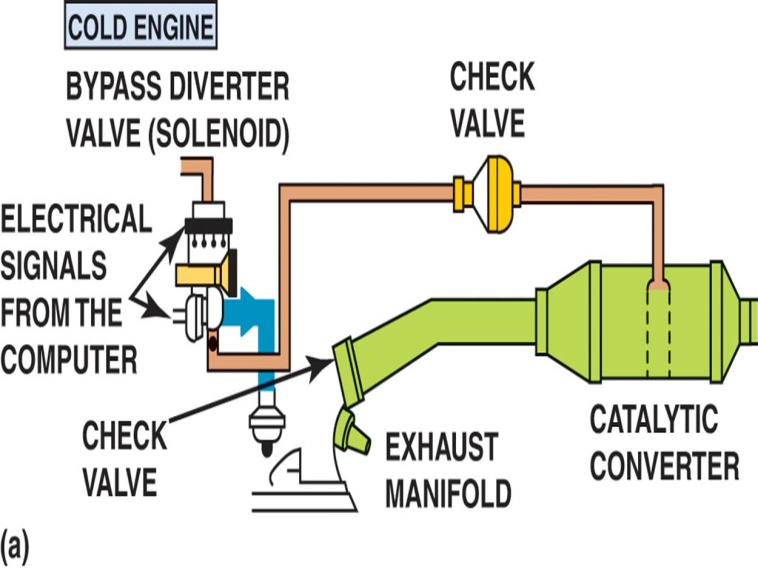 COLD ENGINE
BYPASS DIVERTER
VALVE (SOLENOID)
CHECK
VALVE
ELECTRICAL
SIGNALS
FROM THE
COMPUTER
CHECK
VALVE
EXHAUST
MANIFOLD
CATALYTIC
CONVERTER
(a)